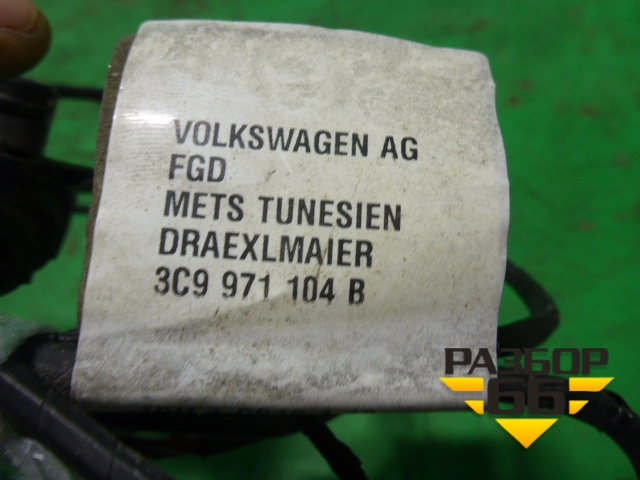 VOLKSWAGEN AG
FGD
METS TUNESIEN
DRAEXLMAIER
3C9 971 104 B
РАЗБОР
66